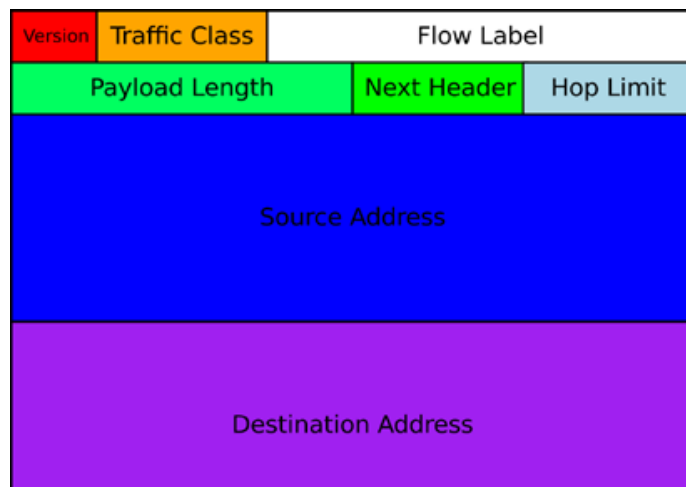 Version Traffic Class Flow Label
Payload Length Next Header Hop Limit
Source Address
Destination Address